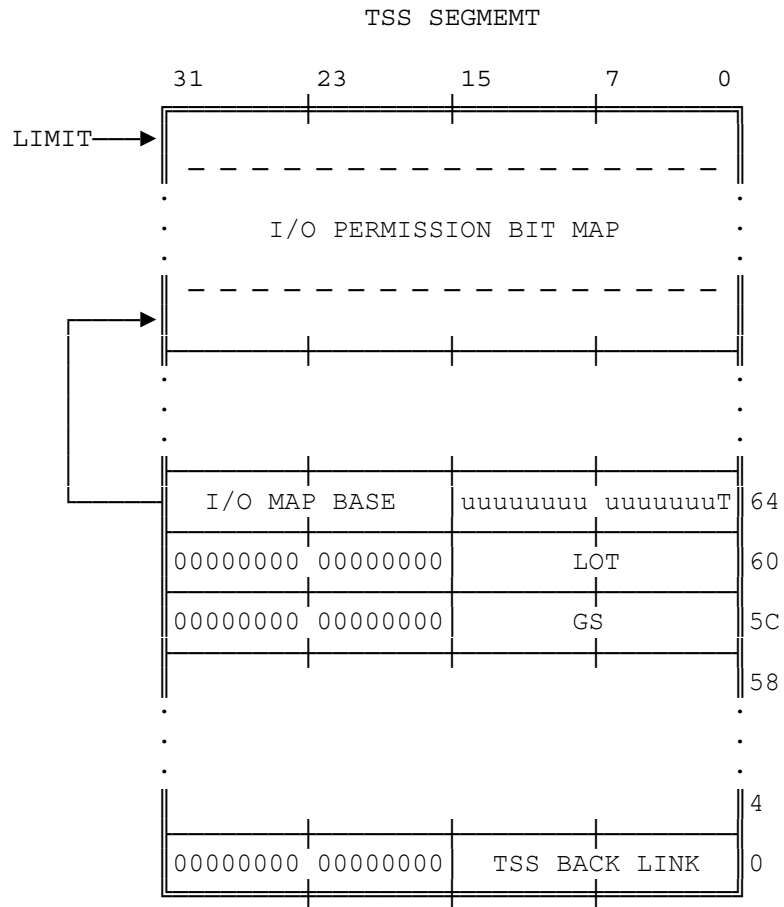 TSS SEGMEMT
31 23 15 7 0
LIMIT
I/O PERMISSION BIT MAP
I/O MAP BASE uuuuuuuu uuuuuuuT 64
00000000 00000000 LOT 60
00000000 00000000 GS 5C
58
4
00000000 00000000 TSS BACK LINK 0